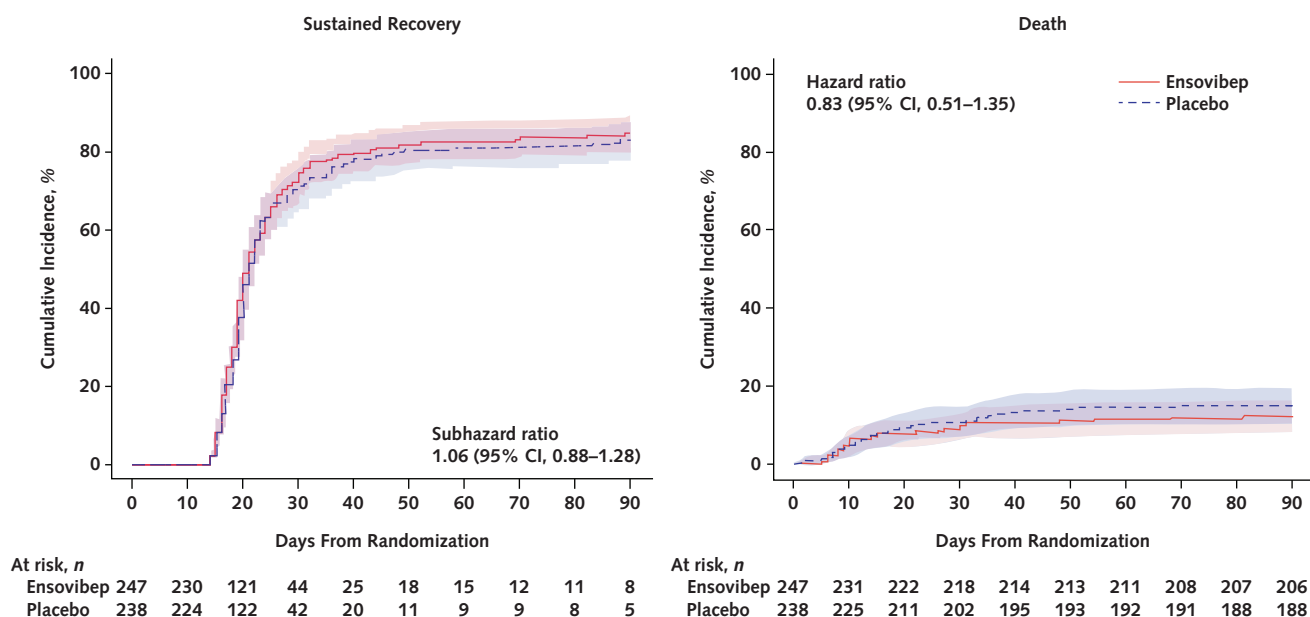 Sustained Recovery
100
80
60
40
20
0
Cumulative Incidence, %
Subhazard ratio
1.06 (95% CI, 0.88–1.28)
0 10 20 30 40 50 60 70 80 90
Days From Randomization
At risk, n
Ensovibep 247 230 121 44 25 18 15 12 11 8
Placebo 238 224 122 42 20 11 9 9 8 5
Death
100
80
60
40
20
0
Cumulative Incidence, %
Hazard ratio
0.83 (95% CI, 0.51–1.35)
Ensovibep
Placebo
0 10 20 30 40 50 60 70 80 90
Days From Randomization
At risk, n
Ensovibep 247 231 222 218 214 213 211 208 207 206
Placebo 238 225 211 202 195 193 192 191 188 188